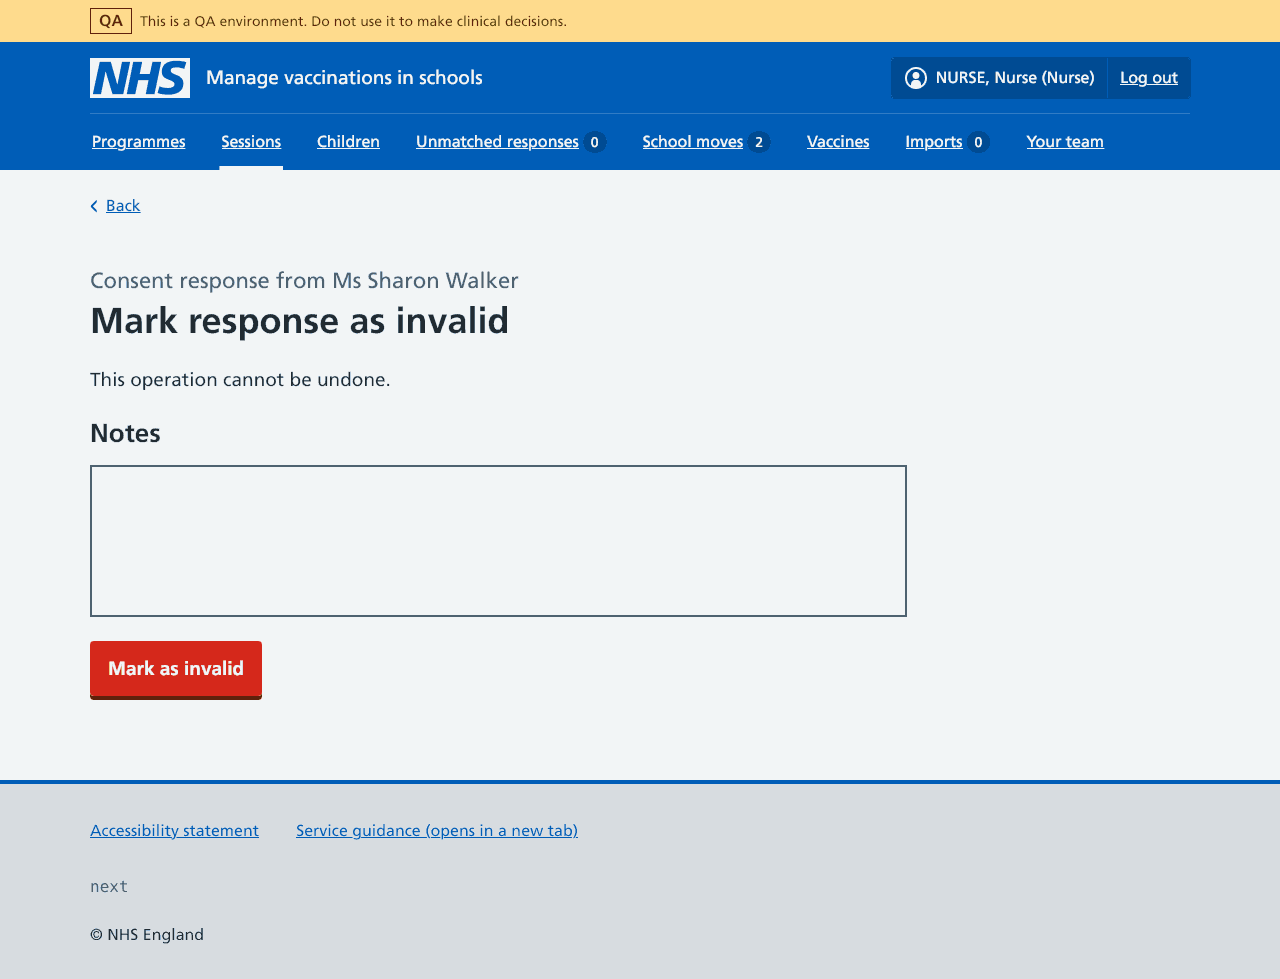 QA This is a QA environment. Do not use it to make clinical decisions.
NHS Manage vaccinations in schools NURSE, Nurse (Nurse) Log out
Programmes Sessions Children Unmatched responses 0 School moves 2 Vaccines Imports 0 Your team
Back
Consent response from Ms Sharon Walker
Mark response as invalid
This operation cannot be undone.
Notes
Mark as invalid
Accessibility statement Service guidance (opens in a new tab)
next
© NHS England